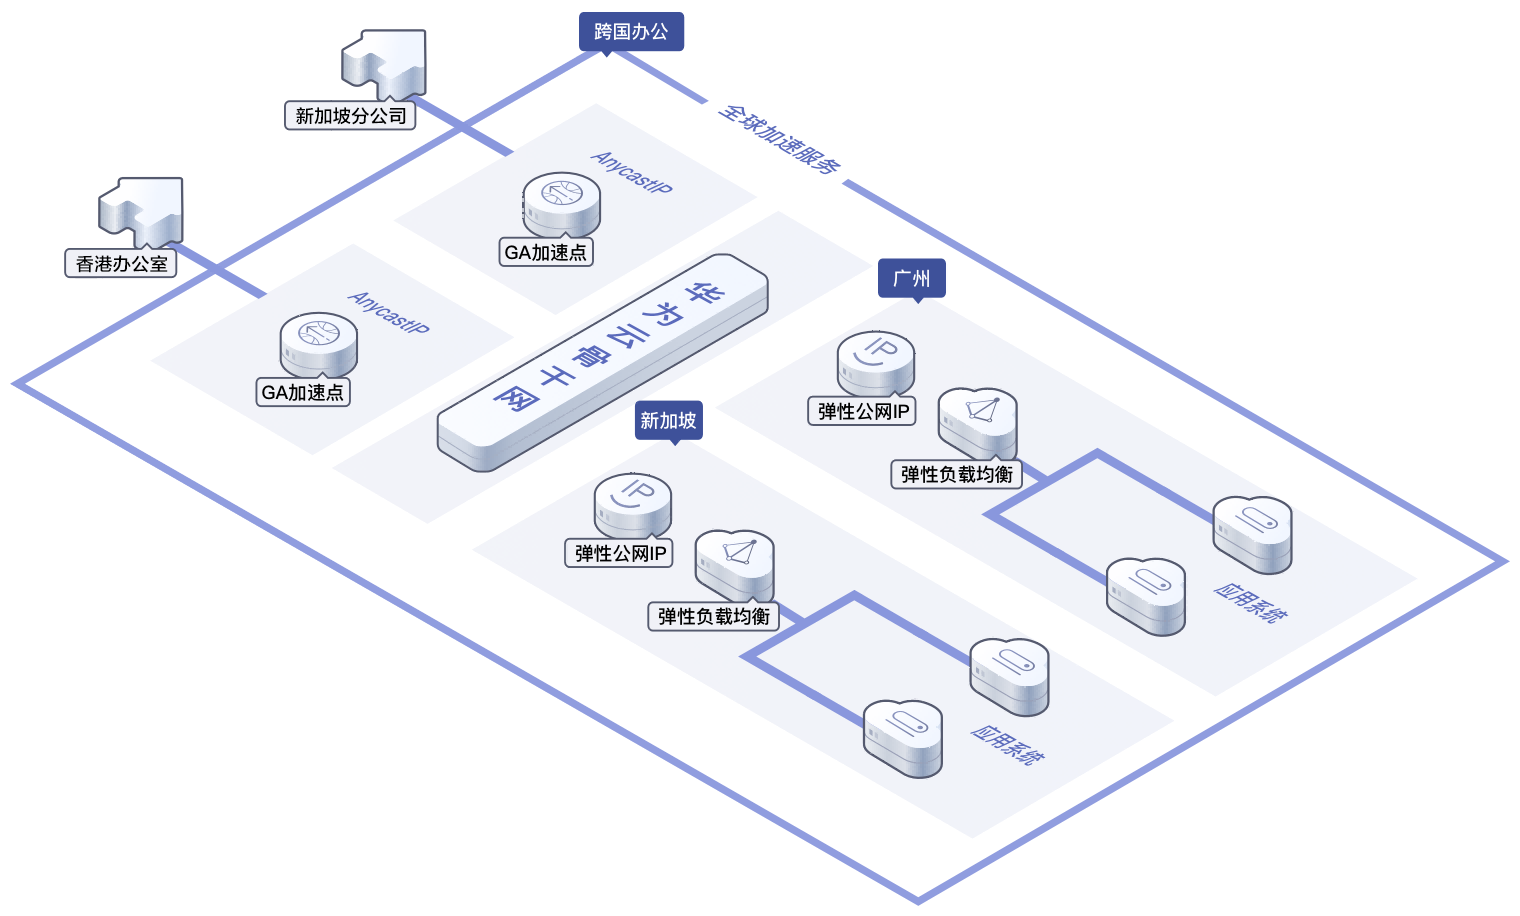 跨国办公
全球加速服务
新加坡分公司
AnycastIP
GA加速点
香港办公室
AnycastIP
GA加速点
华为云骨干网
广州
弹性公网IP
弹性负载均衡
应用系统
新加坡
弹性公网IP
弹性负载均衡
应用系统